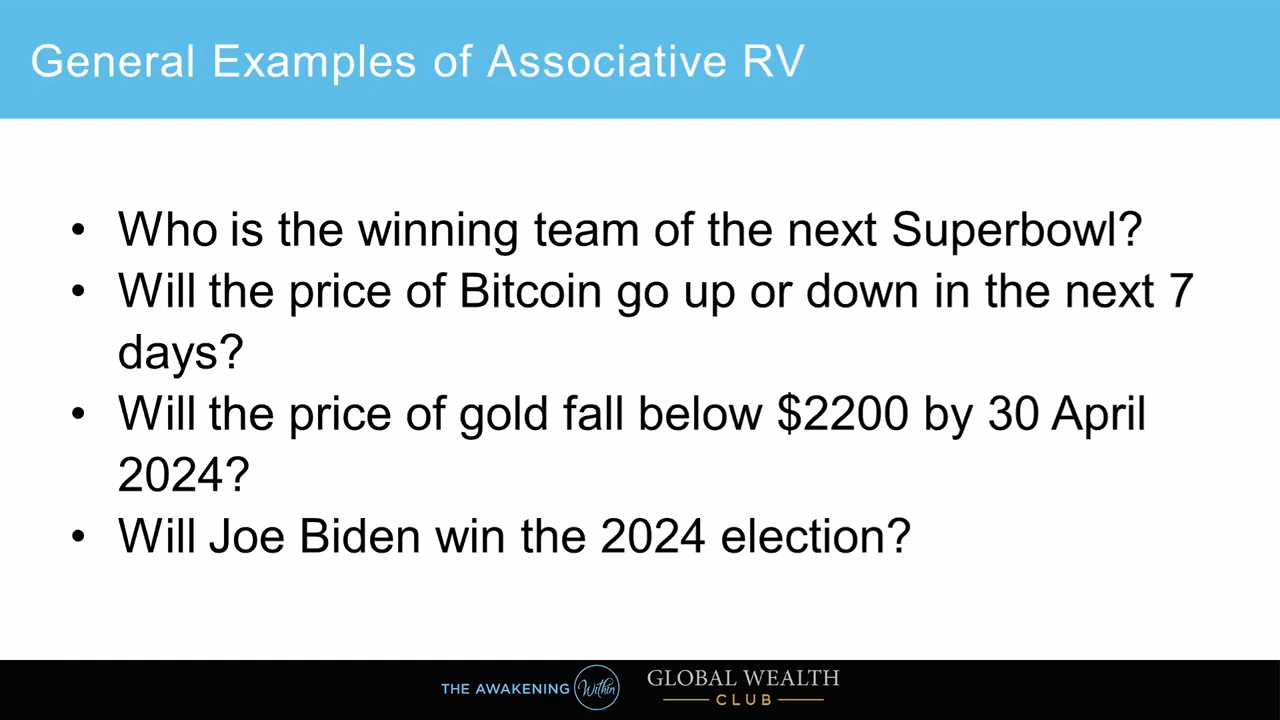 General Examples of Associative RV
• Who is the winning team of the next Superbowl?
• Will the price of Bitcoin go up or down in the next 7
days?
• Will the price of gold fall below $2200 by 30 April
2024?
• Will Joe Biden win the 2024 election?
THE AWAKENING Within
GLOBAL WEALTH
CLUB